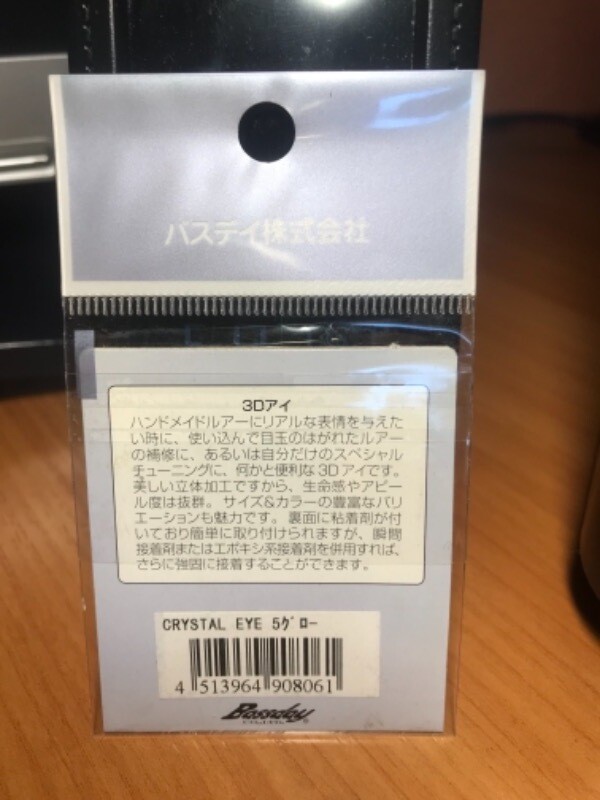 バスデイ株式会社
3Dアイ
ハンドメイドルアーにリアルな表情を与えた
い時に、使い込んで目玉のはがれたルアー
の補修に、あるいは自分だけのスペシャル
チューニングに、何かと便利な3Dアイです。
美しい立体加工ですから、生命感やアピー
ル度は抜群。サイズ&カラーの豊富なバリ
エーションも魅力です。裏面に粘着剤が付
いており簡単に取り付けられますが、瞬間
接着剤またはエポキシ系接着剤を併用すれば、
さらに強固に接着することができます。
CRYSTAL EYE 5グロー
4 513964 908061
Bassday